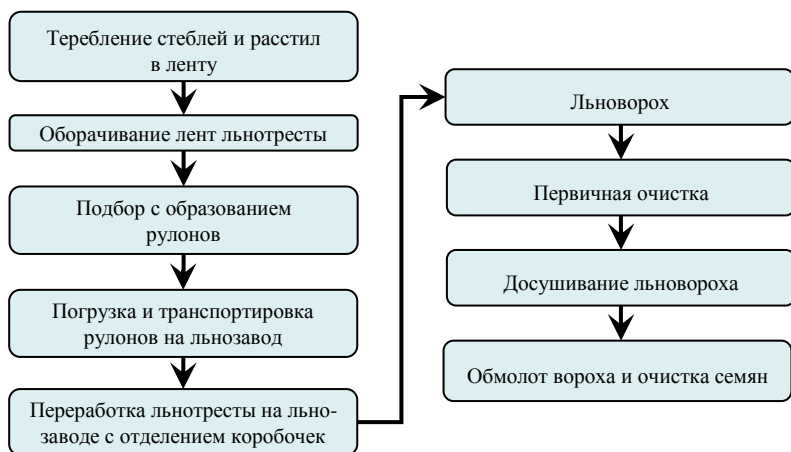 Теребление стеблей и расстил
в ленту
Оборачивание лент льнотресты
Подбор с образованием
рулонов
Погрузка и транспортировка
рулонов на льнозавод
Переработка льнотресты на льно-
заводе с отделением коробочек
Льноворох
Первичная очистка
Досушивание льновороха
Обмолот вороха и очистка семян